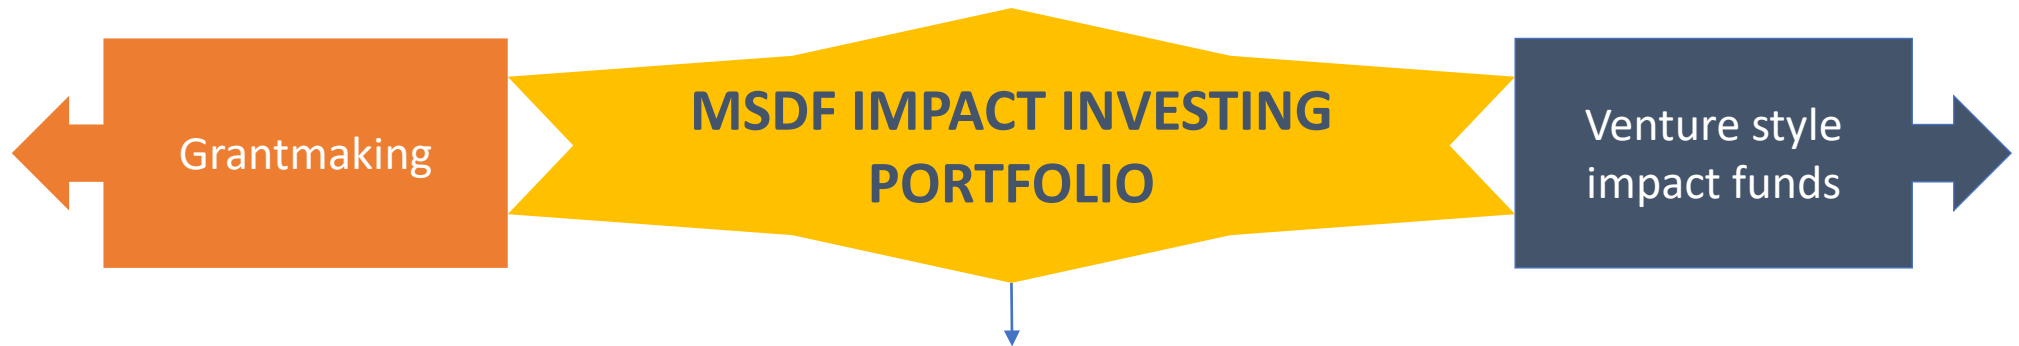 Grantmaking
MSDF IMPACT INVESTING
PORTFOLIO
Venture style
impact funds